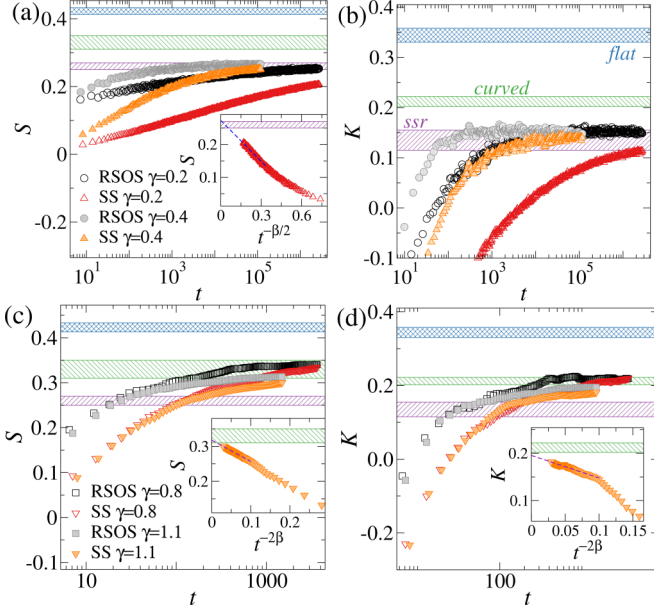 (a)
S
0.4
0.2
0
-0.2
10¹
10³
10⁵
t
RSOS γ=0.2
SS γ=0.2
RSOS γ=0.4
SS γ=0.4
S
0.2
0.1
0
0.3
0.6
t^{-β/2}
(b)
K
0.4
0.3
0.2
0.1
0.0
-0.1
10¹
10³
10⁵
t
flat
curved
ssr
(c)
S
0.4
0.3
0.2
0.1
0
-0.1
10
1000
t
RSOS γ=0.8
SS γ=0.8
RSOS γ=1.1
SS γ=1.1
S
0.3
0.2
0
0.2
t^{-2β}
(d)
K
0.4
0.2
0.0
-0.2
100
t
K
0.2
0.1
0.00
0.05
0.10
0.15
t^{-2β}